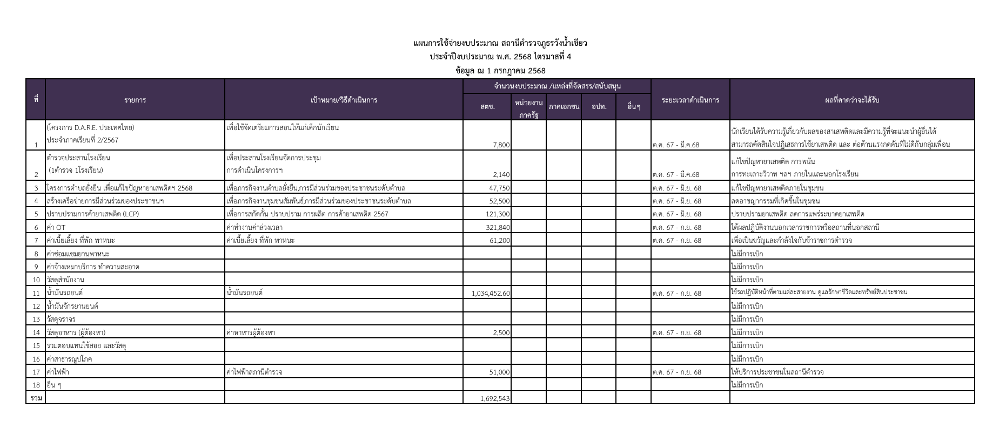 แผนการใช้จ่ายงบประมาณ สถานีตำรวจภูธรวังน้ำเขียว
ประจำปีงบประมาณ พ.ศ. 2568 ไตรมาสที่ 4
ข้อมูล ณ 1 กรกฎาคม 2568
ที่ รายการ เป้าหมาย/วิธีดำเนินการ จำนวนงบประมาณ /แหล่งที่จัดสรร/สนับสนุน ระยะเวลาดำเนินการ ผลที่คาดว่าจะได้รับ
สตช. หน่วยงาน ภาคเอกชน อปท. อื่นๆ
ภาครัฐ
(โครงการ D.A.R.E. ประเทศไทย) เพื่อใช้จัดเตรียมการสอนให้แก่เด็กนักเรียน นักเรียนได้รับความรู้เกี่ยวกับผลของสาเสพติดและมีความรู้ที่จะแนะนำผู้อื่นได้
1 ประจำภาคเรียนที่ 2/2567 7,800 ต.ค. 67 - มี.ค.68 สามารถตัดสินใจปฏิเสธการใช้ยาเสพติด และ ต่อต้านแรงกดดันที่ไม่ดีกับกลุ่มเพื่อน
ตำรวจประสานโรงเรียน เพื่อประสานโรงเรียนจัดการประชุม แก้ไขปัญหายาเสพติด การพนัน
2 (1ตำรวจ 1โรงเรียน) การดำเนินโครงการฯ 2,140 ต.ค. 67 - มี.ค.68 การทะเลาะวิวาท ฯลฯ ภายในและนอกโรงเรียน
3 โครงการตำบลยั่งยืน เพื่อแก้ไขปัญหายาเสพติดฯ 2568 เพื่อภารกิจงานตำบลยั่งยืน,การมีส่วนร่วมของประชาชนระดับตำบล 47,750 ต.ค. 67 - มิ.ย. 68 แก้ไขปัญหายาเสพติดภายในชุมชน
4 สร้างเครือข่ายการมีส่วนร่วมของประชาชนฯ เพื่อภารกิจงานชุมชนสัมพันธ์,การมีส่วนร่วมของประชาชนระดับตำบล 52,500 ต.ค. 67 - มิ.ย. 68 ลดอาชญากรรมที่เกิดขึ้นในชุมชน
5 ปราบปรามการค้ายาเสพติด (LCP) เพื่อการสกัดกั้น ปราบปราม การผลิต การค้ายาเสพติด 2567 121,300 ต.ค. 67 - มิ.ย. 68 ปราบปรามยาเสพติด ลดการแพร่ระบาดยาเสพติด
6 ค่า OT ค่าทำงานค่าล่วงเวลา 321,840 ต.ค. 67 - ก.ย. 68 ได้ผลปฏิบัติงานนอกเวลาราชการหรือสถานที่นอกสถานี
7 ค่าเบี้ยเลี้ยง ที่พัก พาหนะ ค่าเบี้ยเลี้ยง ที่พัก พาหนะ 61,200 ต.ค. 67 - ก.ย. 68 เพื่อเป็นขวัญและกำลังใจกับข้าราชการตำรวจ
8 ค่าซ่อมแซมยานพาหนะ ไม่มีการเบิก
9 ค่าจ้างเหมาบริการ ทำความสะอาด ไม่มีการเบิก
10 วัสดุสำนักงาน ไม่มีการเบิก
11 น้ำมันรถยนต์ น้ำมันรถยนต์ 1,034,452.60 ต.ค. 67 - ก.ย. 68 ใช้รถปฏิบัติหน้าที่ตามแต่ละสายงาน ดูแลรักษาชีวิตและทรัพย์สินประชาชน
12 น้ำมันจักรยานยนต์ ไม่มีการเบิก
13 วัสดุจราจร ไม่มีการเบิก
14 วัสดุอาหาร (ผู้ต้องหา) ค่าหาหารผู้ต้องหา 2,500 ต.ค. 67 - ก.ย. 68 ไม่มีการเบิก
15 รวมตอบแทนใช้สอย และวัสดุ ไม่มีการเบิก
16 ค่าสาธารณูปโภค ไม่มีการเบิก
17 ค่าไฟฟ้า ค่าไฟฟ้าสภานีตำรวจ 51,000 ต.ค. 67 - ก.ย. 68 ให้บริการประชาชนในสถานีตำรวจ
18 อื่น ๆ ไม่มีการเบิก
รวม 1,692,543